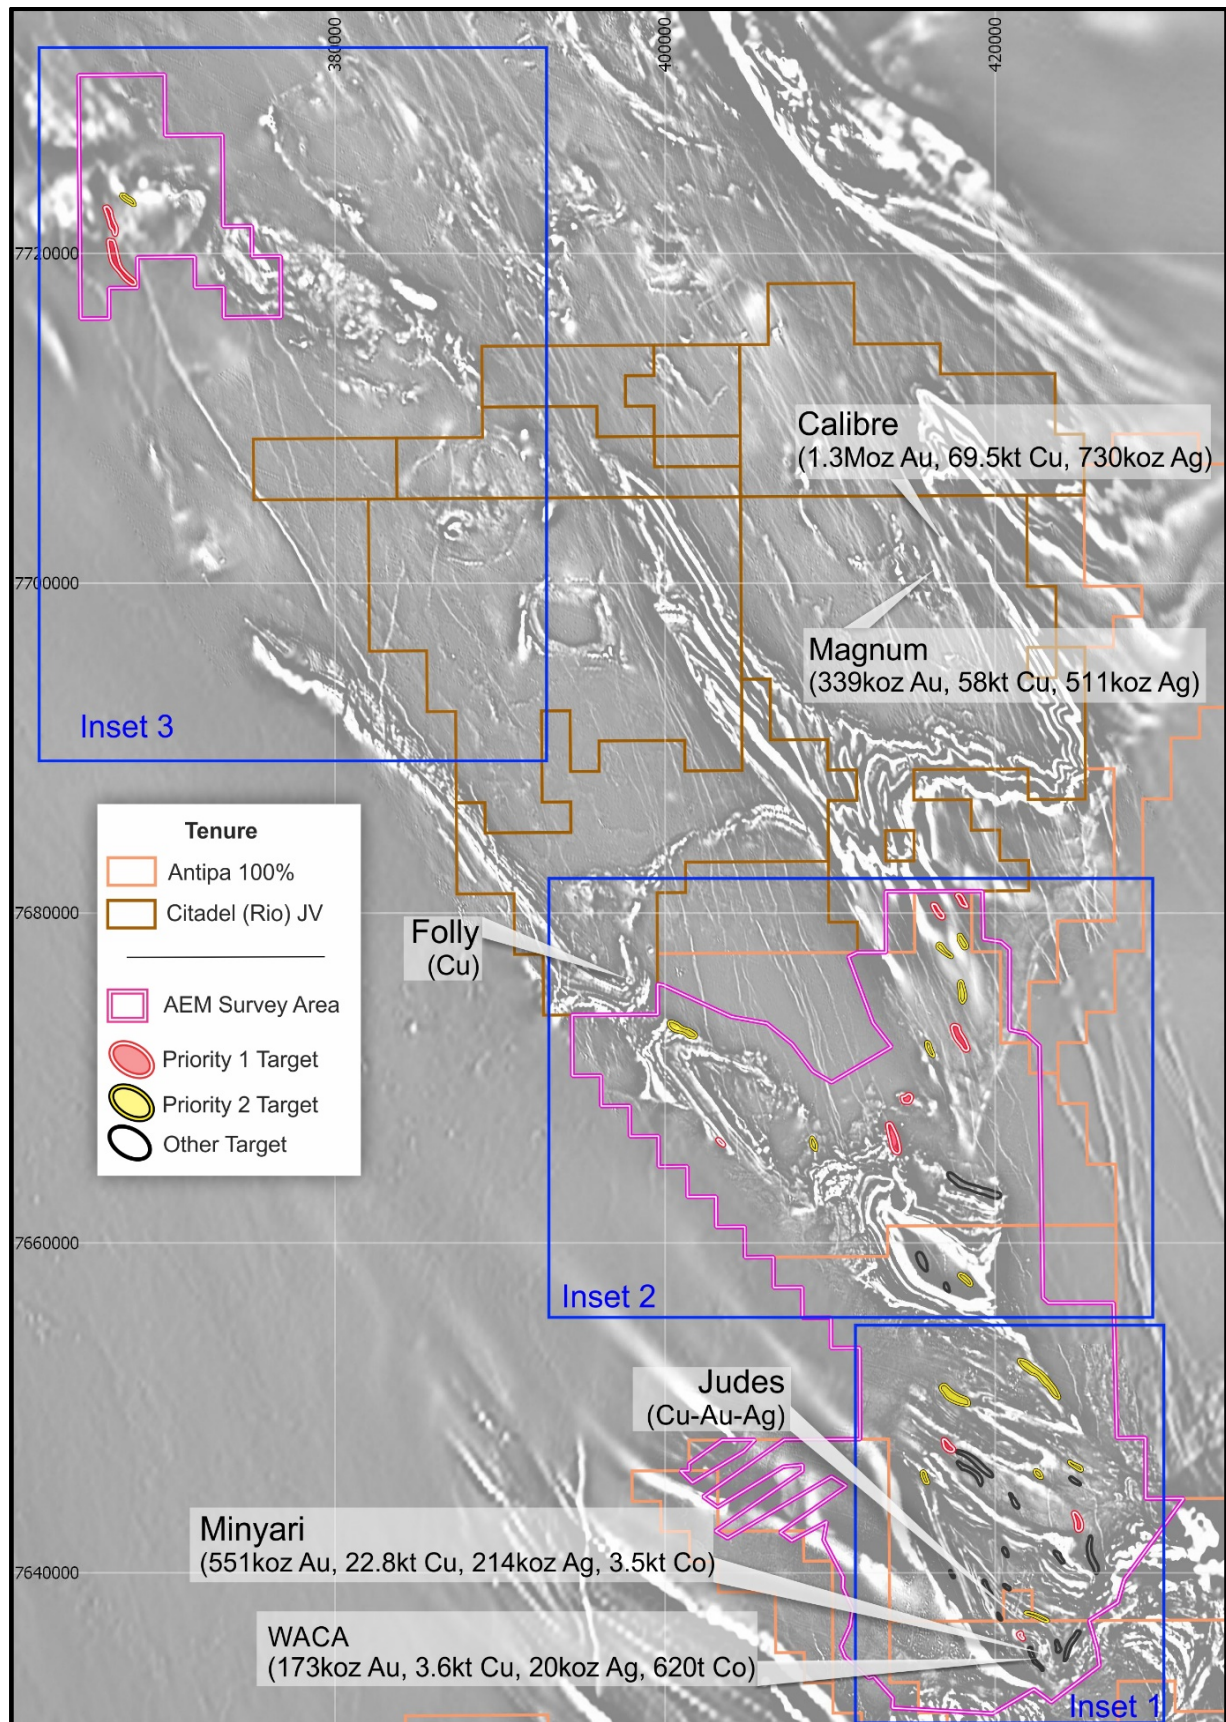 380000
400000
420000
7720000
Calibre
(1.3Moz Au, 69.5kt Cu, 730koz Ag)
7700000
Magnum
(339koz Au, 58kt Cu, 511koz Ag)
Inset 3
Tenure
Antipa 100%
Citadel (Rio) JV
AEM Survey Area
Priority 1 Target
Priority 2 Target
Other Target
7680000
Folly
(Cu)
7660000
Inset 2
Judes
(Cu-Au-Ag)
Minyari
(551koz Au, 22.8kt Cu, 214koz Ag, 3.5kt Co)
7640000
WACA
(173koz Au, 3.6kt Cu, 20koz Ag, 620t Co)
Inset 1